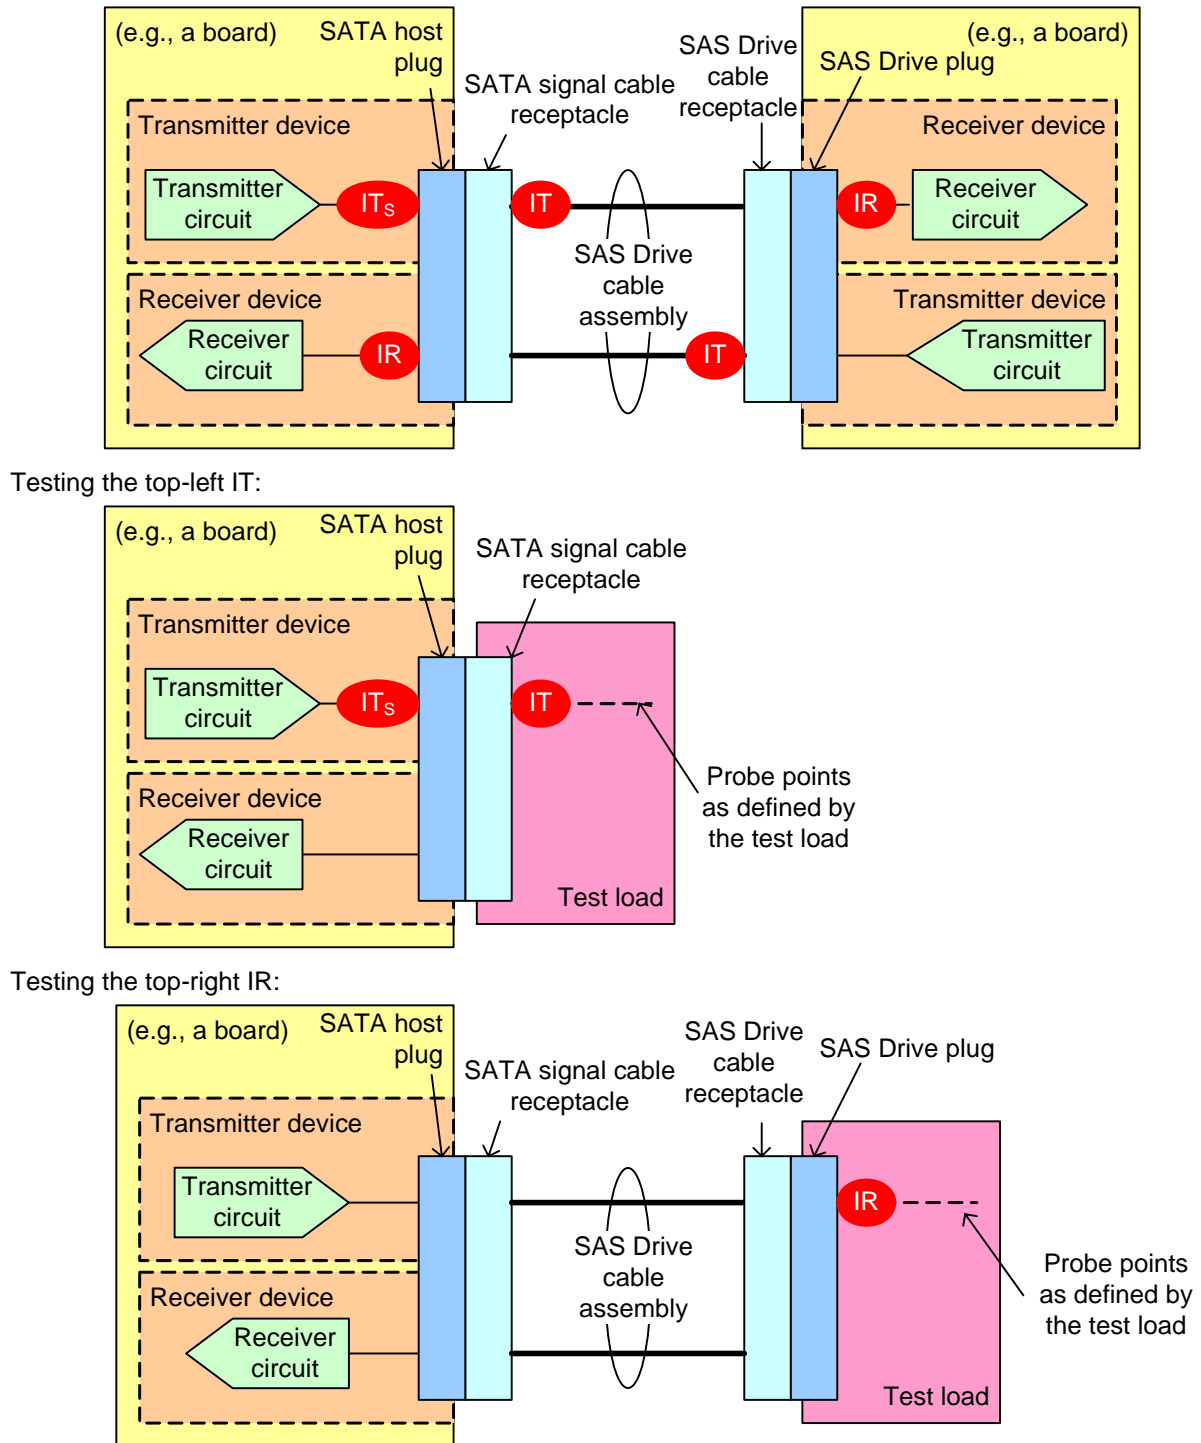 (e.g., a board)
SATA host
plug
SATA signal cable
receptacle
SAS Drive
cable
receptacle
SAS Drive plug
(e.g., a board)
Transmitter device
Transmitter
circuit
ITS
IT
Receiver device
Receiver
circuit
IR
SAS Drive
cable
assembly
Receiver device
IR
Receiver
circuit
Transmitter device
IT
Transmitter
circuit
Testing the top-left IT:
(e.g., a board)
SATA host
plug
SATA signal cable
receptacle
Transmitter device
Transmitter
circuit
ITS
IT
Receiver device
Receiver
circuit
Probe points
as defined by
the test load
Test load
Testing the top-right IR:
(e.g., a board)
SATA host
plug
SATA signal cable
receptacle
SAS Drive
cable
receptacle
SAS Drive plug
Transmitter device
Transmitter
circuit
IR
Receiver device
Receiver
circuit
SAS Drive
cable
assembly
Probe points
as defined by
the test load
Test load